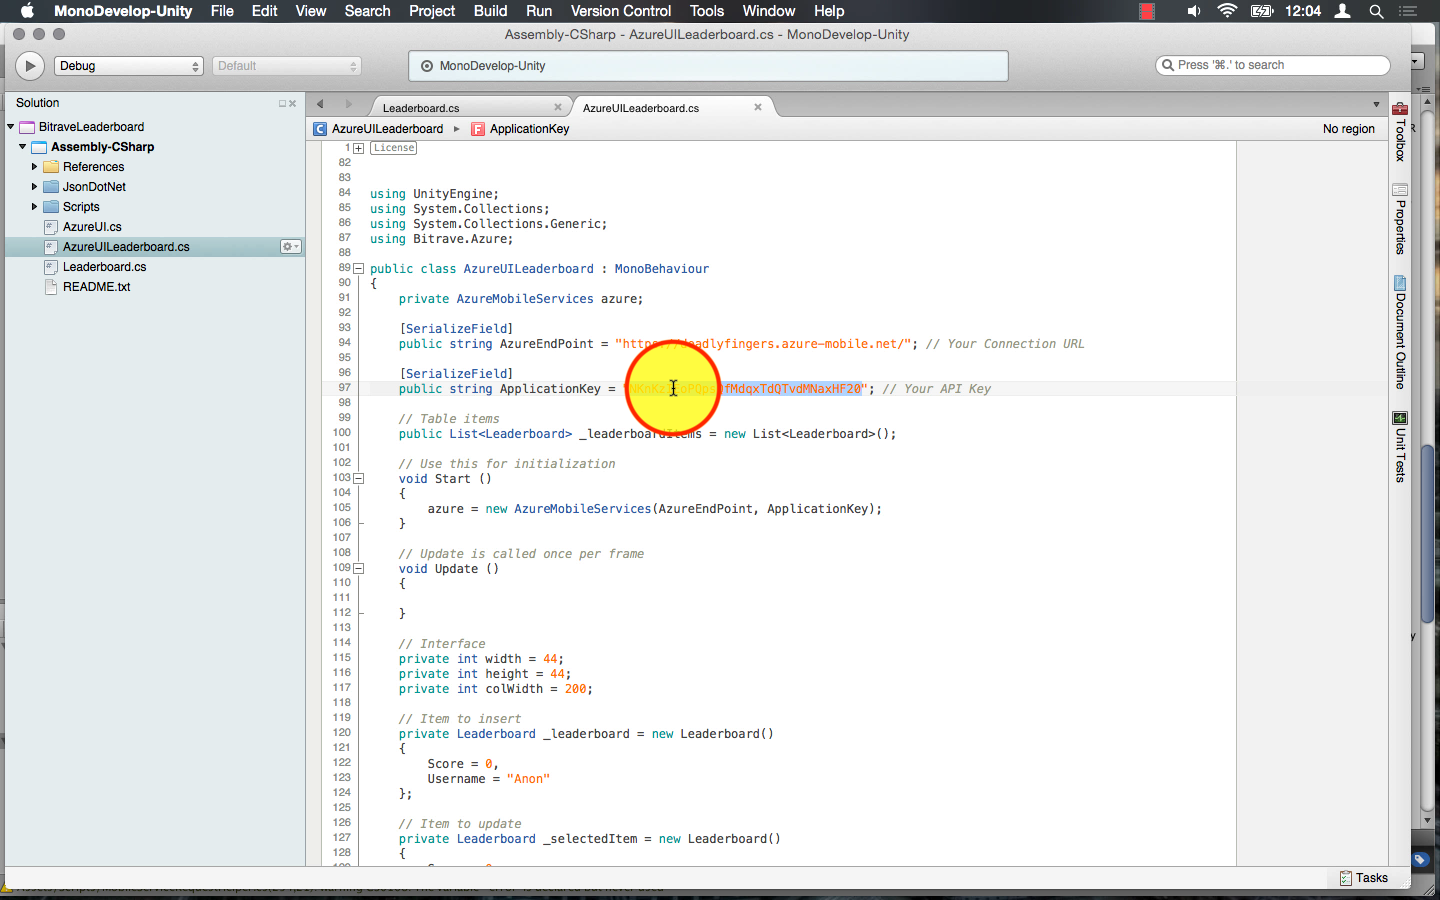 MonoDevelop-Unity File Edit View Search Project Build Run Version Control Tools Window Help 12:04
Assembly-CSharp - AzureUILeaderboard.cs - MonoDevelop-Unity
Debug Default MonoDevelop-Unity Press '⌘.' to search
Solution
BitraveLeaderboard
Assembly-CSharp
References
JsonDotNet
Scripts
AzureUI.cs
AzureUILeaderboard.cs
Leaderboard.cs
README.txt
Leaderboard.cs AzureUILeaderboard.cs
AzureUILeaderboard ApplicationKey No region
1 License
82
83
84 using UnityEngine;
85 using System.Collections;
86 using System.Collections.Generic;
87 using Bitrave.Azure;
88
89 public class AzureUILeaderboard : MonoBehaviour
90 {
91 private AzureMobileServices azure;
92
93 [SerializeField]
94 public string AzureEndPoint = "https://deadlyfingers.azure-mobile.net/"; // Your Connection URL
95
96 [SerializeField]
97 public string ApplicationKey = // Your API Key
98
99 // Table items
100 public List<Leaderboard> _leaderboardItems = new List<Leaderboard>();
101
102 // Use this for initialization
103 void Start ()
104 {
105 azure = new AzureMobileServices(AzureEndPoint, ApplicationKey);
106 }
107
108 // Update is called once per frame
109 void Update ()
110 {
111
112 }
113
114 // Interface
115 private int width = 44;
116 private int height = 44;
117 private int colWidth = 200;
118
119 // Item to insert
120 private Leaderboard _leaderboard = new Leaderboard()
121 {
122 Score = 0,
123 Username = "Anon"
124 };
125
126 // Item to update
127 private Leaderboard _selectedItem = new Leaderboard()
128 {
Toolbox
Properties
Document Outline
Unit Tests
Tasks